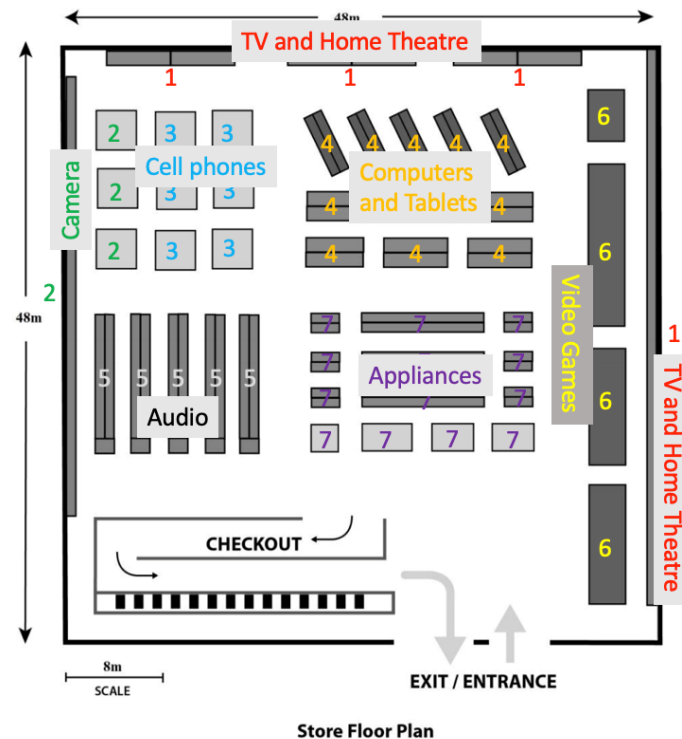 48m
TV and Home Theatre
1 1 1
2 3 3 4 4 4 4 4 6
Cell phones
Computers
and Tablets
Camera
2 3 3 4 4
2 3 3 4 4 4 6
Video Games
2
48m
7 7 7
1
5 5 5 5 5
7 7
Appliances
7 7 7
Audio
6
TV and Home Theatre
7 7 7 7
CHECKOUT
6
8m
SCALE
EXIT / ENTRANCE
Store Floor Plan